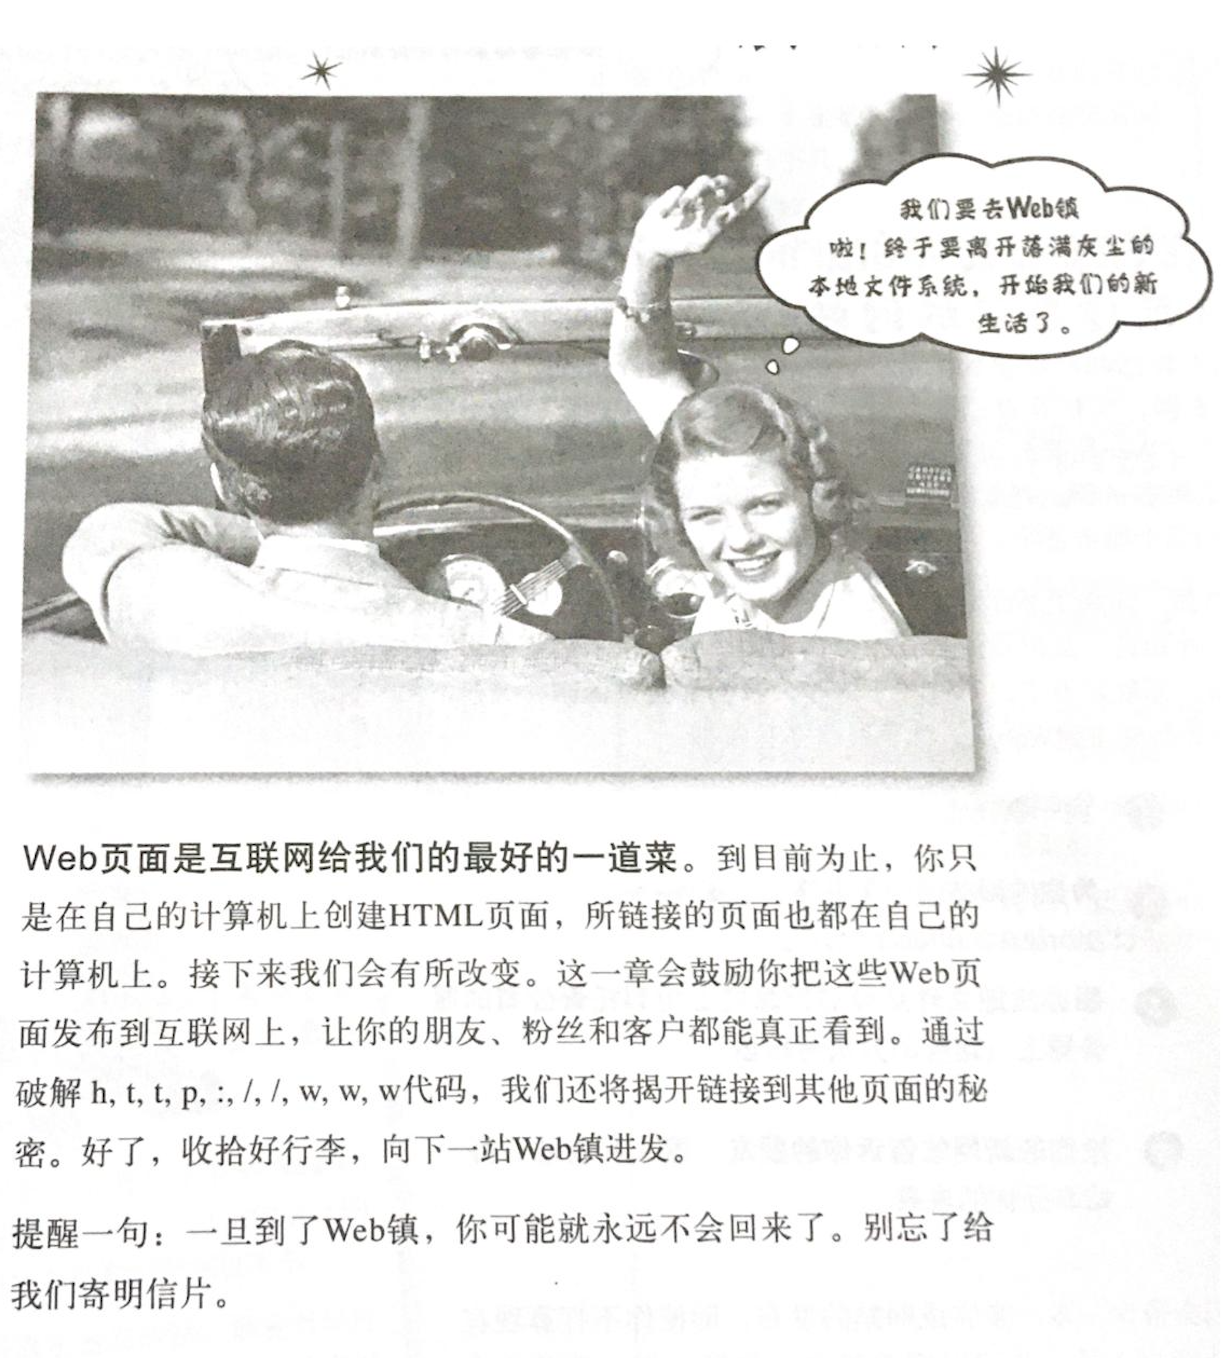 我们要去Web镇
啦！终于要离开落满灰尘的
本地文件系统，开始我们的新
生活了。
Web页面是互联网给我们的最好的一道菜。到目前为止，你只
是在自己的计算机上创建HTML页面，所链接的页面也都在自己的
计算机上。接下来我们会有所改变。这一章会鼓励你把这些Web页
面发布到互联网上，让你的朋友、粉丝和客户都能真正看到。通过
破解 h, t, t, p, :, /, /, w, w, w代码，我们还将揭开链接到其他页面的秘
密。好了，收拾好行李，向下一站Web镇进发。
提醒一句：一旦到了Web镇，你可能就永远不会回来了。别忘了给
我们寄明信片。